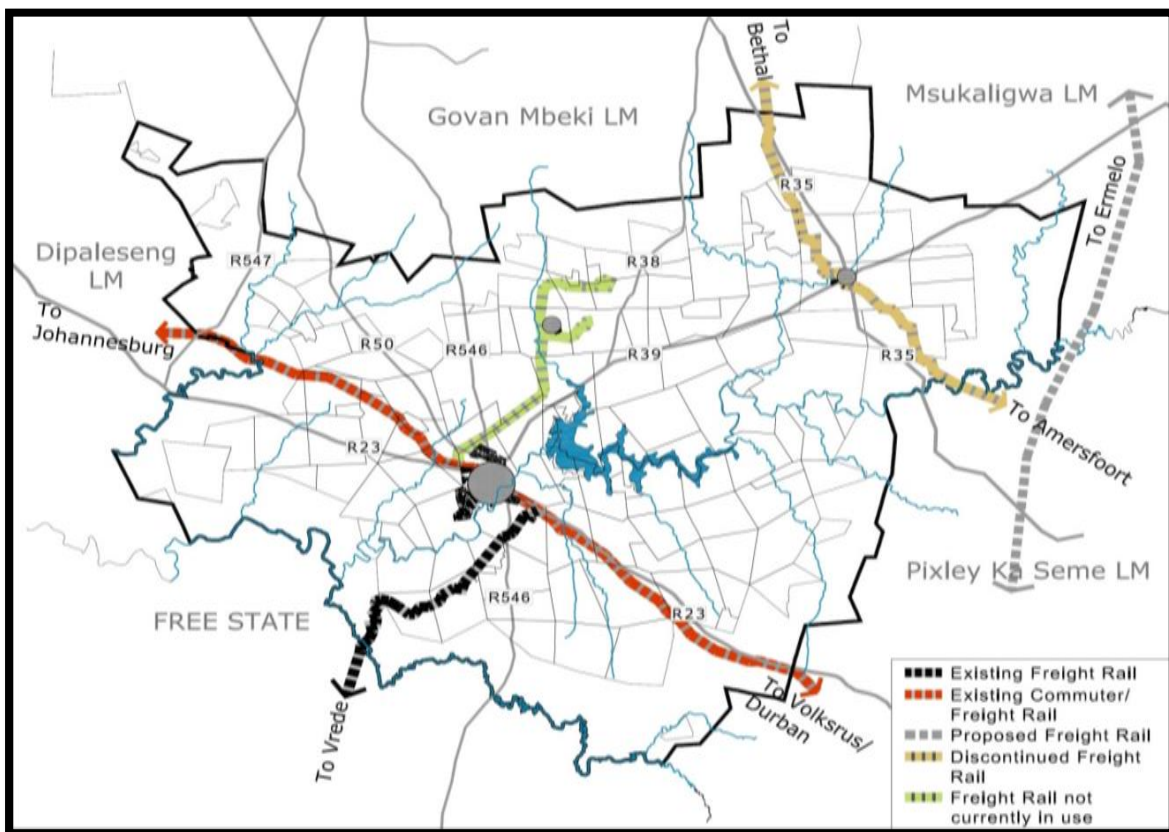 To
Bethal
Msukaligwa LM
Govan Mbeki LM
To Ermelo
R35
Dipaleseng
LM
R547
R38
To
Johannesburg
R50
R546
R39
R35
To Amersfoort
R23
Pixley Ka Seme LM
FREE STATE
R546
R23
To Vrede
To Volksrus/
Durban
Existing Freight Rail
Existing Commuter/
Freight Rail
Proposed Freight Rail
Discontinued Freight
Rail
Freight Rail not
currently in use